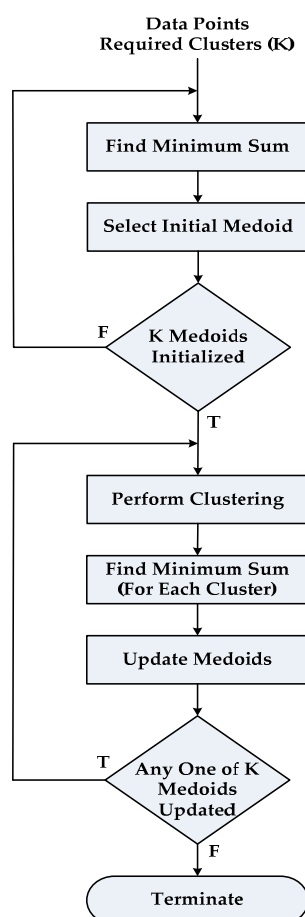 Data Points
Required Clusters (K)
Find Minimum Sum
Select Initial Medoid
F
K Medoids
Initialized
T
Perform Clustering
Find Minimum Sum
(For Each Cluster)
Update Medoids
T
Any One of K
Medoids
Updated
F
Terminate